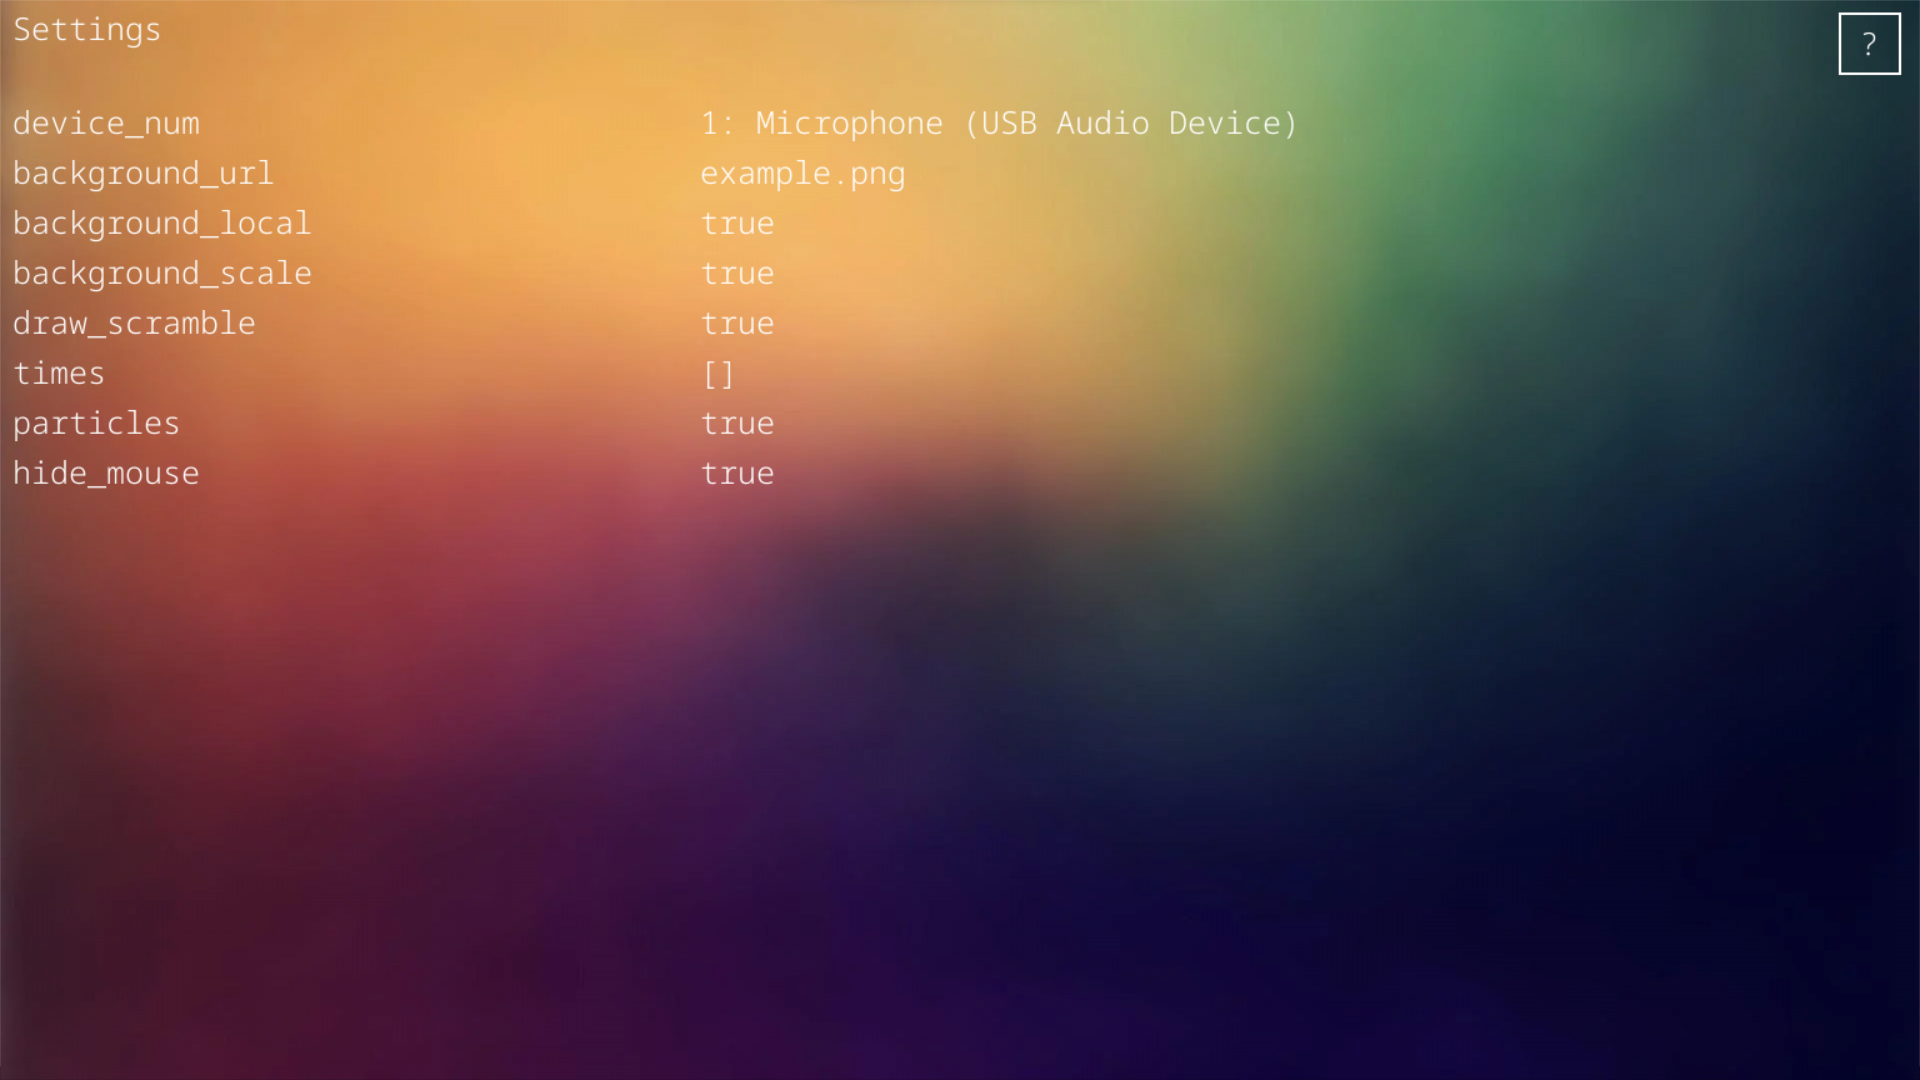 Settings
?
device_num 1: Microphone (USB Audio Device)
background_url example.png
background_local true
background_scale true
draw_scramble true
times []
particles true
hide_mouse true